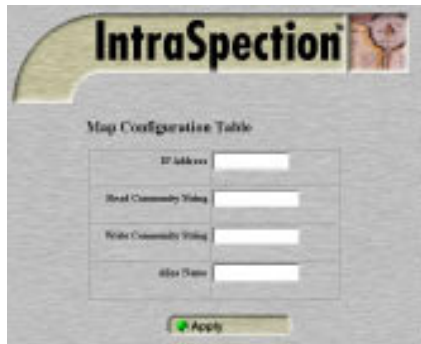 IntraSpection
Map Configuration Table
IP Address
Read Community String
Write Community String
Alias Name
Apply